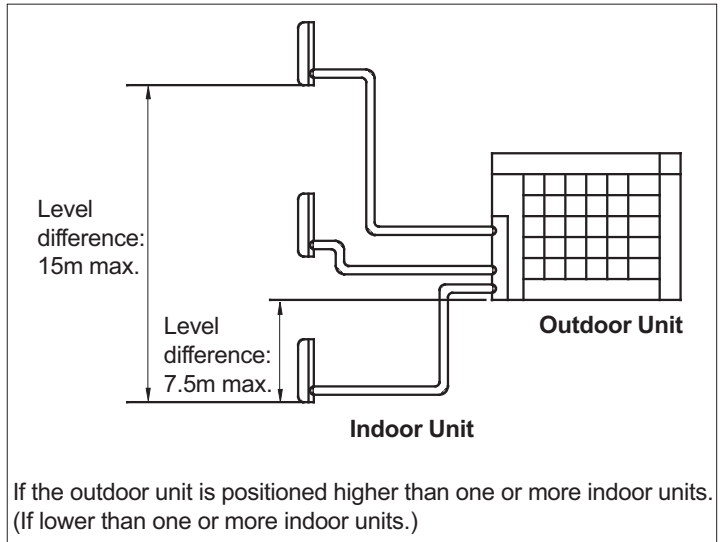 Level
difference:
15m max.
Level
difference:
7.5m max.
Outdoor Unit
Indoor Unit
If the outdoor unit is positioned higher than one or more indoor units.
(If lower than one or more indoor units.)